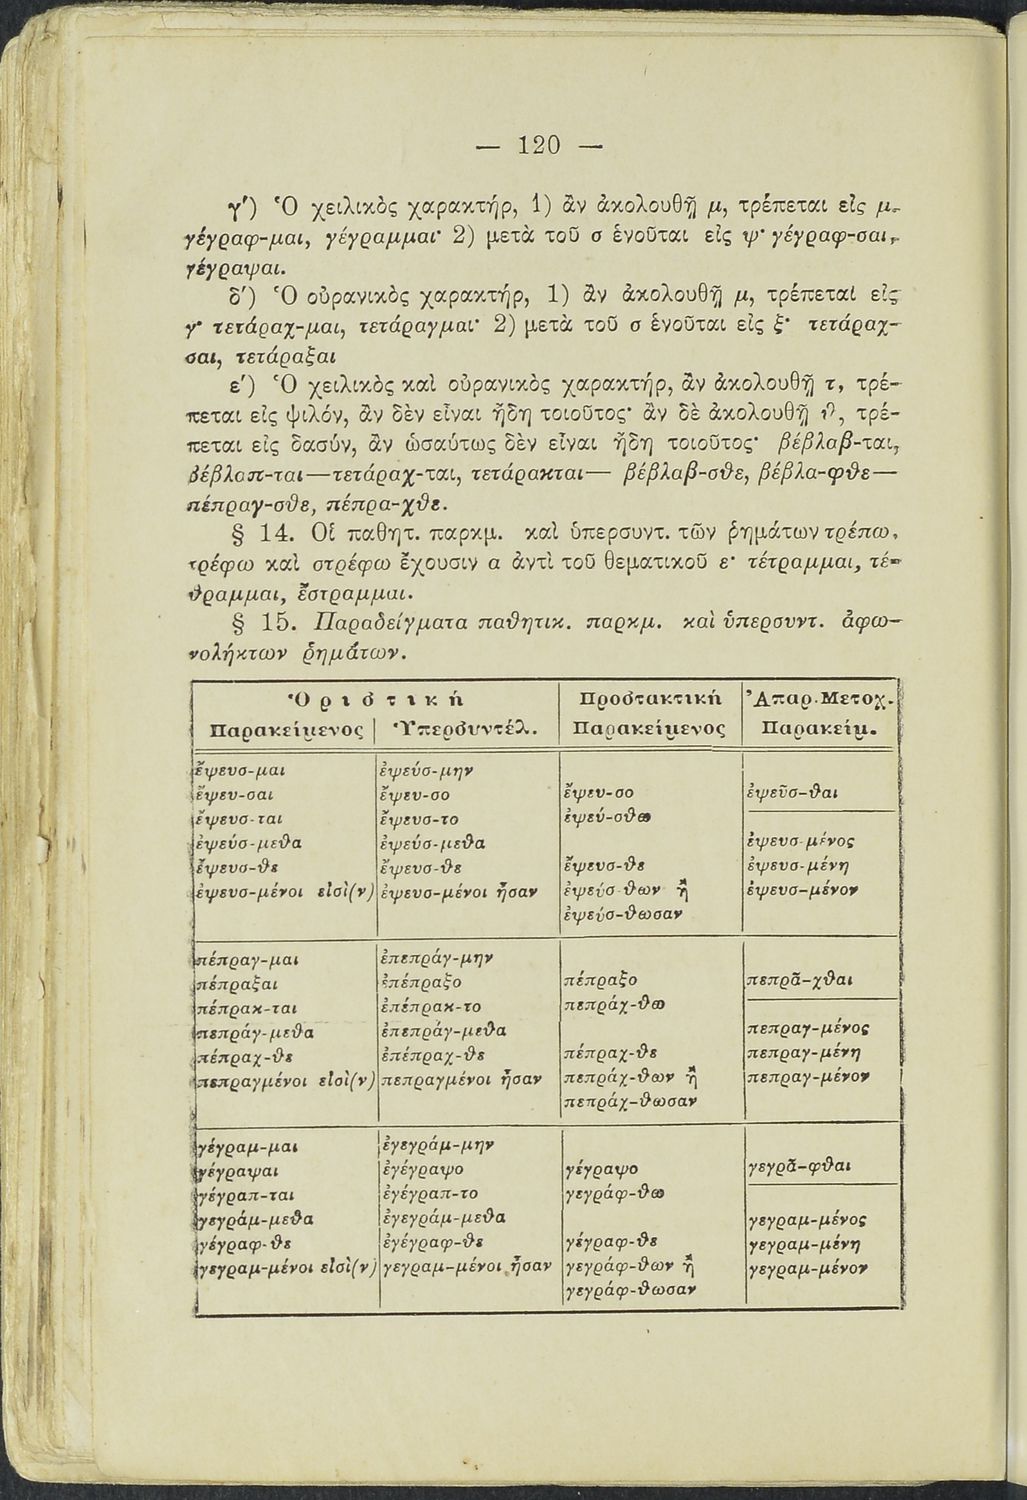 — 120 —
γ') Ὁ χειλικὸς χαρακτήρ, 1) ἂν ἀκολουθῇ μ, τρέπεται εἰς μ·
γέγραφ-μαι, γέγραμμαι· 2) μετὰ τοῦ σ ἑνοῦται εἰς ψ· γέγραφ-σαι,
γέγραψαι.
δ') Ὁ οὐρανικὸς χαρακτήρ, 1) ἂν ἀκολουθῇ μ, τρέπεται εἰς
γ· τετάραχ-μαι, τετάραγμαι· 2) μετὰ τοῦ σ ἑνοῦται εἰς ξ· τετάραχ-
σαι, τετάραξαι
ε') Ὁ χειλικὸς καὶ οὐρανικὸς χαρακτήρ, ἂν ἀκολουθῇ τ, τρέ-
πεται εἰς ψιλόν, ἂν δὲν εἶναι ἤδη τοιοῦτος· ἂν δὲ ἀκολουθῇ θ, τρέ-
πεται εἰς δασύν, ἂν ὡσαύτως δὲν εἶναι ἤδη τοιοῦτος· βέβλαβ-ται,
βέβλαπ-ται—τετάραχ-ται, τετάρακται— βέβλαβ-σθε, βέβλα-φθε—
πέπραγ-σθε, πέπρα-χθε.
§ 14. Οἱ παθητ. παρκμ. καὶ ὑπερσυντ. τῶν ῥημάτων τρέπω,
τρέφω καὶ στρέφω ἔχουσιν α ἀντὶ τοῦ θεματικοῦ ε· τέτραμμαι, τέ-
θραμμαι, ἔστραμμαι.
§ 15. Παραδείγματα παθητικ. παρκμ. καὶ ὑπερσυντ. ἀφω-
νολήκτων ῥημάτων.
Ὁριστικὴ Προστακτικὴ Ἀπαρ. Μετοχ.
Παρακείμενος Ὑπερσυντέλ. Παρακείμενος Παρακείμ.
ἔψευσ-μαι ἐψεύσ-μην
ἔψευ-σαι ἔψευ-σο ἔψευ-σο ἐψεῦσ-θαι
ἔψευσ-ται ἔψευσ-το ἐψεύ-σθω
ἐψεύσ-μεθα ἐψεύσ-μεθα ἐψευσ-μένος
ἔψευσ-θε ἔψευσ-θε ἔψευσ-θε ἐψευσ-μένη
ἐψευσ-μένοι εἰσὶ(ν) ἐψευσ-μένοι ἦσαν ἐψεύσ-θων ἢ ἐψευσ-μένον
ἐψεύσ-θωσαν
πέπραγ-μαι ἐπεπράγ-μην
πέπραξαι ἐπέπραξο πέπραξο πεπρᾶ-χθαι
πέπρακ-ται ἐπέπρακ-το πεπράχ-θω
πεπράγ-μεθα ἐπεπράγ-μεθα πεπραγ-μένος
πέπραχ-θε ἐπέπραχ-θε πέπραχ-θε πεπραγ-μένη
πεπραγμένοι εἰσὶ(ν) πεπραγμένοι ἦσαν πεπράχ-θων ἢ πεπραγ-μένον
πεπράχ-θωσαν
γέγραμ-μαι ἐγεγράμ-μην
γέγραψαι ἐγέγραψο γέγραψο γεγρᾶ-φθαι
γέγραπ-ται ἐγέγραπ-το γεγράφ-θω
γεγράμ-μεθα ἐγεγράμ-μεθα γεγραμ-μένος
γέγραφ-θε ἐγέγραφ-θε γέγραφ-θε γεγραμ-μένη
γεγραμ-μένοι εἰσὶ(ν) γεγραμ-μένοι ἦσαν γεγράφ-θων ἢ γεγραμ-μένον
γεγράφ-θωσαν